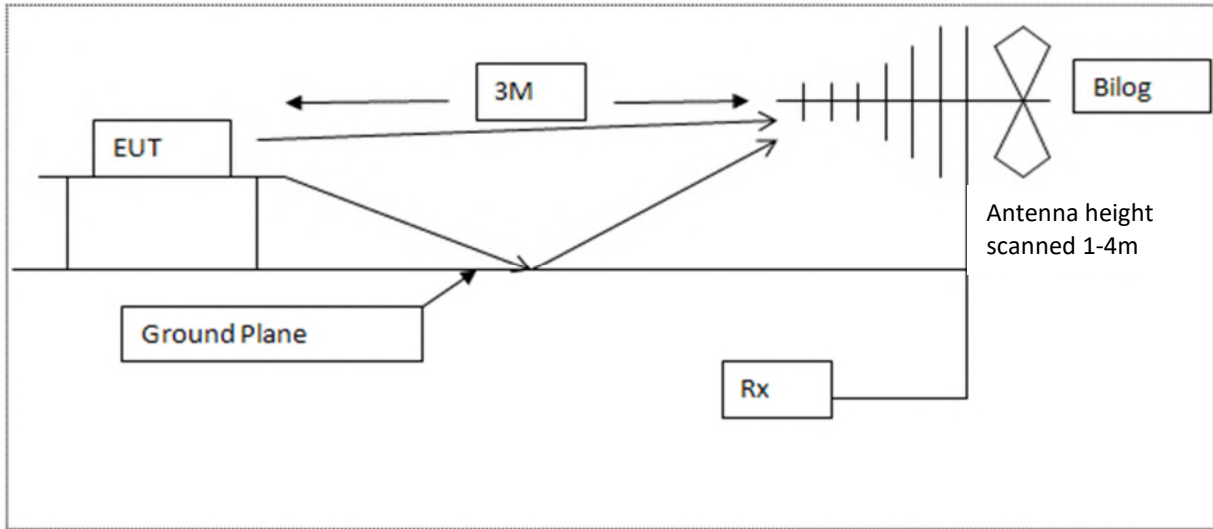 3M
Bilog
EUT
Antenna height
scanned 1-4m
Ground Plane
Rx